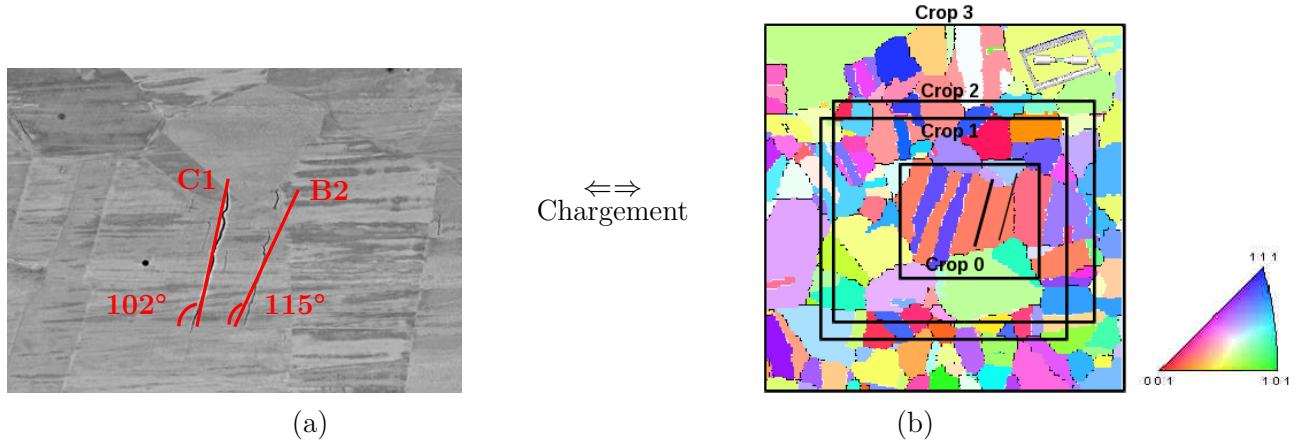 C1
B2
102°
115°
(a)
⇐⇒
Chargement
Crop 3
Crop 2
Crop 1
Crop 0
1 1 1
0 0 1
1 0 1
(b)